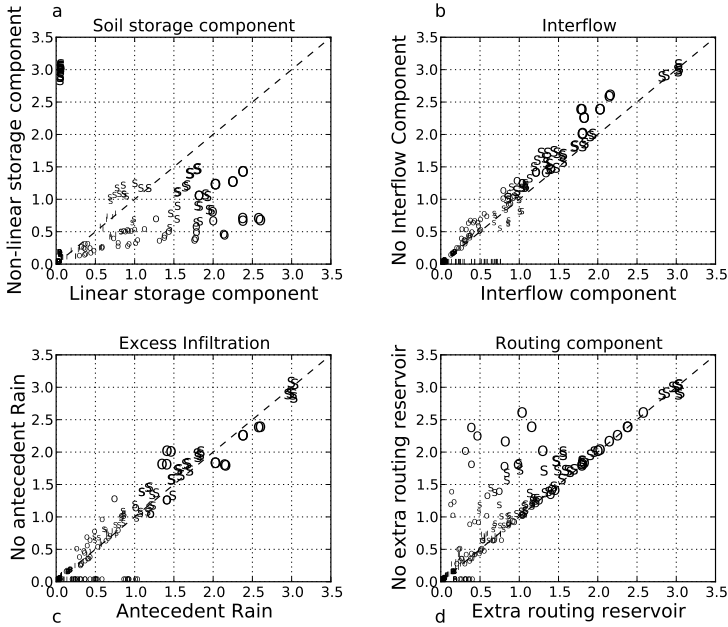 a
Soil storage component
Non-linear storage component
3.5
3.0
2.5
2.0
1.5
1.0
0.5
0.0
0.0 0.5 1.0 1.5 2.0 2.5 3.0 3.5
Linear storage component
b
Interflow
No Interflow Component
3.5
3.0
2.5
2.0
1.5
1.0
0.5
0.0
0.0 0.5 1.0 1.5 2.0 2.5 3.0 3.5
Interflow component
Excess Infiltration
No antecedent Rain
3.5
3.0
2.5
2.0
1.5
1.0
0.5
0.0
0.0 0.5 1.0 1.5 2.0 2.5 3.0 3.5
Antecedent Rain
c
Routing component
No extra routing reservoir
3.5
3.0
2.5
2.0
1.5
1.0
0.5
0.0
0.0 0.5 1.0 1.5 2.0 2.5 3.0 3.5
Extra routing reservoir
d